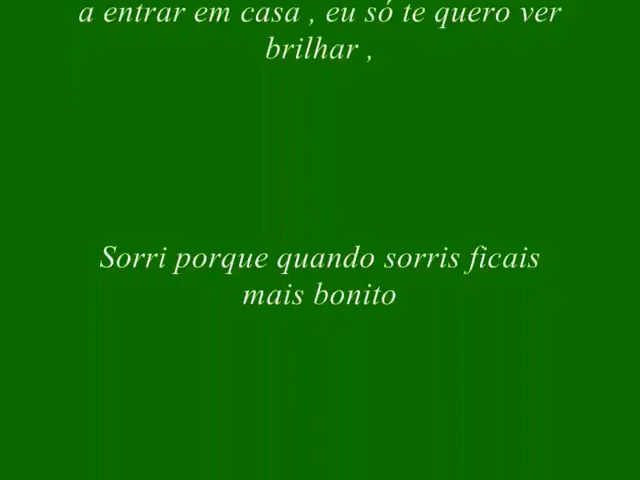 a entrar em casa , eu só te quero ver
brilhar ,
Sorri porque quando sorris ficais
mais bonito